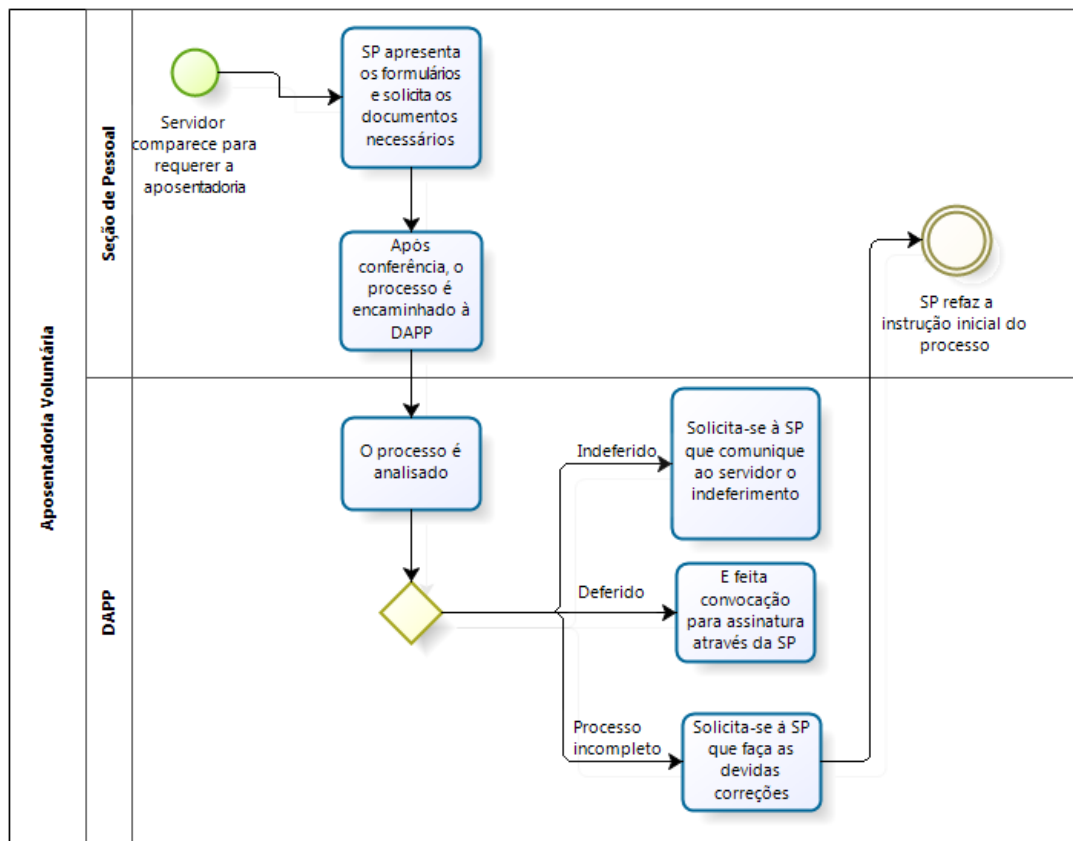 Aposentadoria Voluntária
Seção de Pessoal
Servidor
comparece para
requerer a
aposentadoria
SP apresenta
os formulários
e solicita os
documentos
necessários
Após
conferência, o
processo é
encaminhado à
DAPP
SP refaz a
instrução inicial do
processo
DAPP
O processo é
analisado
Indeferido
Solicita-se à SP
que comunique
ao servidor o
indeferimento
Deferido
E feita
convocação
para assinatura
através da SP
Processo
incompleto
Solicita-se à SP
que faça as
devidas
correções